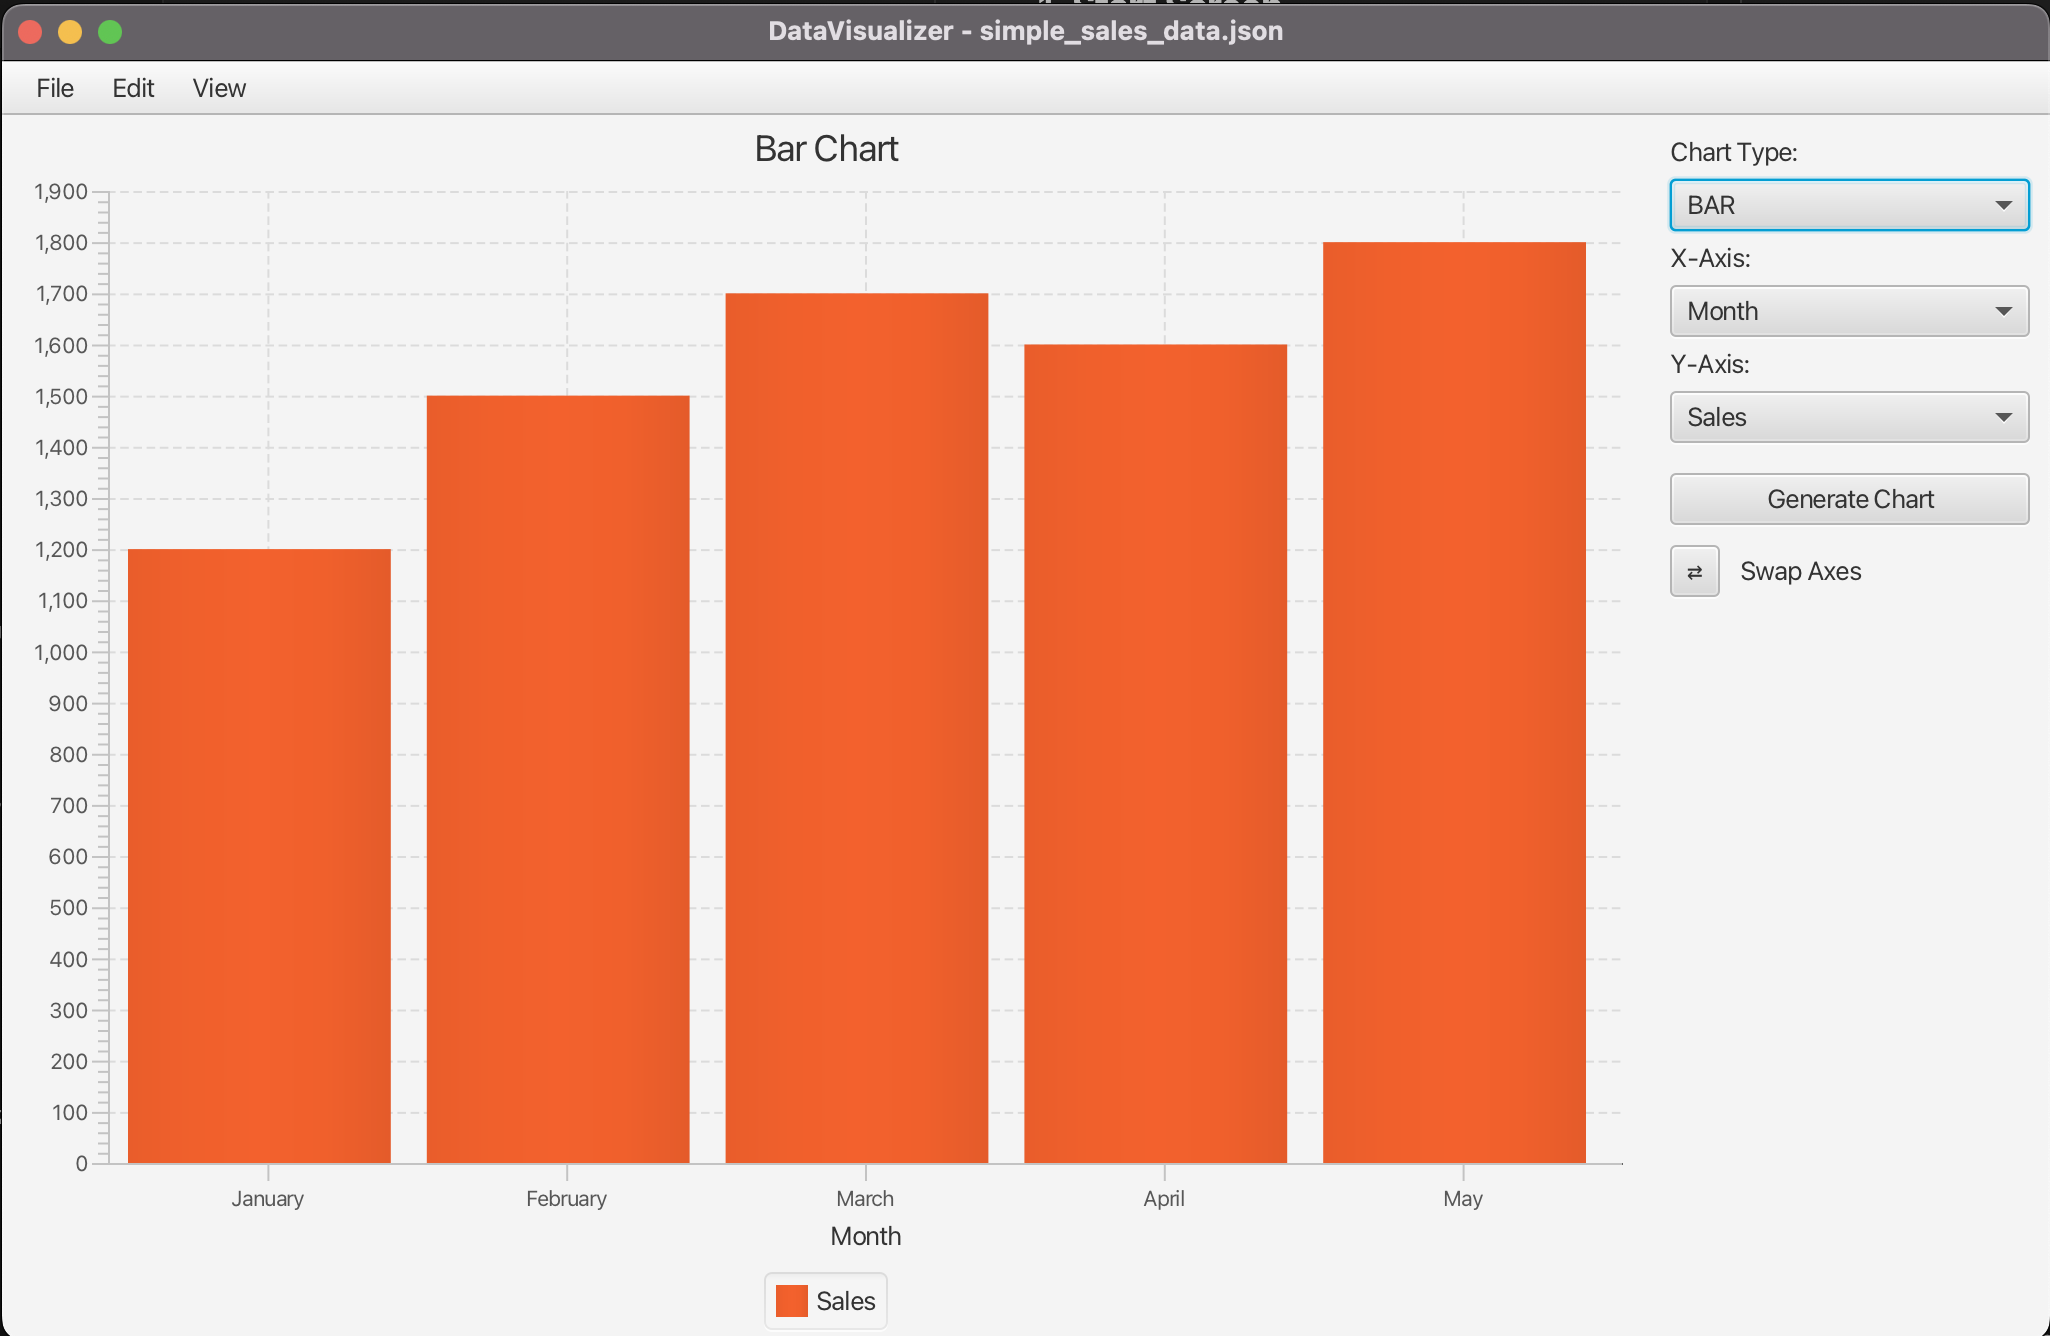 DataVisualizer - simple_sales_data.json
File Edit View
Bar Chart
1,900
1,800
1,700
1,600
1,500
1,400
1,300
1,200
1,100
1,000
900
800
700
600
500
400
300
200
100
0
January February March April May
Month
Sales
Chart Type:
BAR
X-Axis:
Month
Y-Axis:
Sales
Generate Chart
⇄ Swap Axes